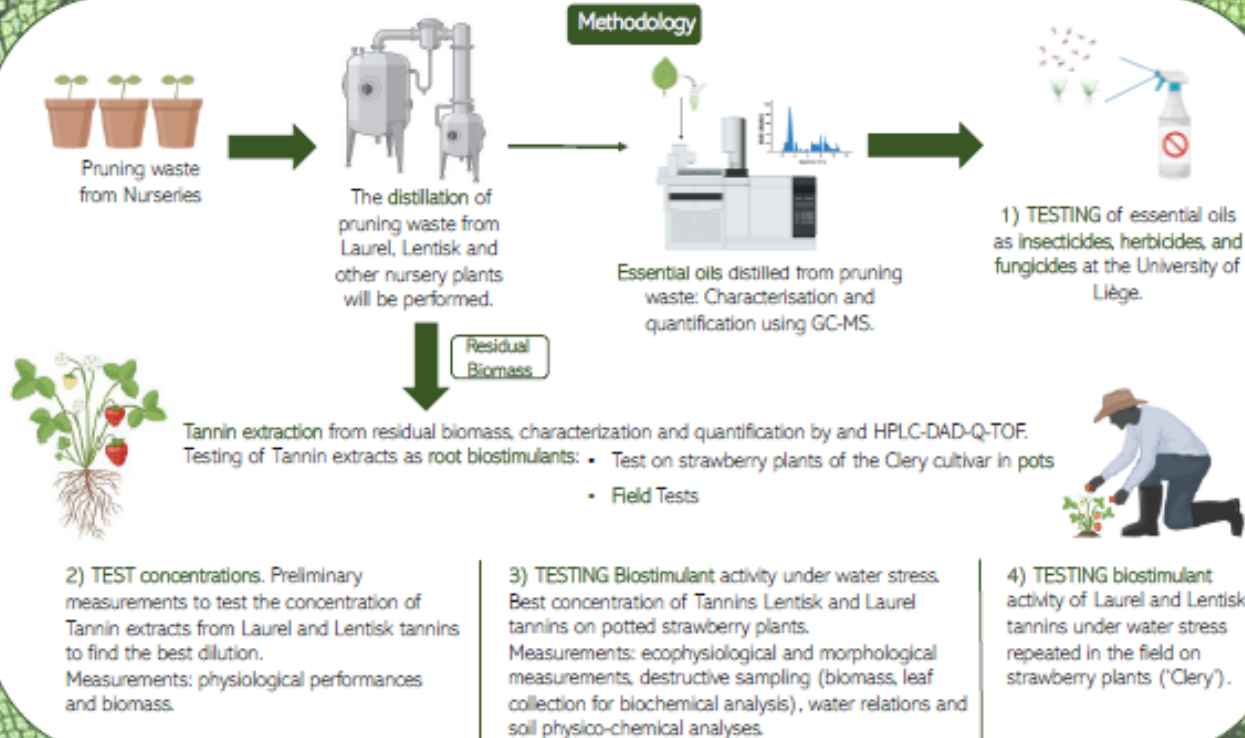 Methodology
Pruning waste
from Nurseries
The distillation of
pruning waste from
Laurel, Lentisk and
other nursery plants
will be performed.
Essential oils distilled from pruning
waste: Characterisation and
quantification using GC-MS.
1) TESTING of essential oils
as insecticides, herbicides, and
fungicides at the University of
Liège.
Residual
Biomass
Tannin extraction from residual biomass, characterization and quantification by and HPLC-DAD-Q-TOF.
Testing of Tannin extracts as root biostimulants: • Test on strawberry plants of the Clery cultivar in pots
• Field Tests
2) TEST concentrations. Preliminary
measurements to test the concentration of
Tannin extracts from Laurel and Lentisk tannins
to find the best dilution.
Measurements: physiological performances
and biomass.
3) TESTING Biostimulant activity under water stress.
Best concentration of Tannins Lentisk and Laurel
tannins on potted strawberry plants.
Measurements: ecophysiological and morphological
measurements, destructive sampling (biomass, leaf
collection for biochemical analysis), water relations and
soil physico-chemical analyses.
4) TESTING biostimulant
activity of Laurel and Lentisk
tannins under water stress
repeated in the field on
strawberry plants ('Clery').